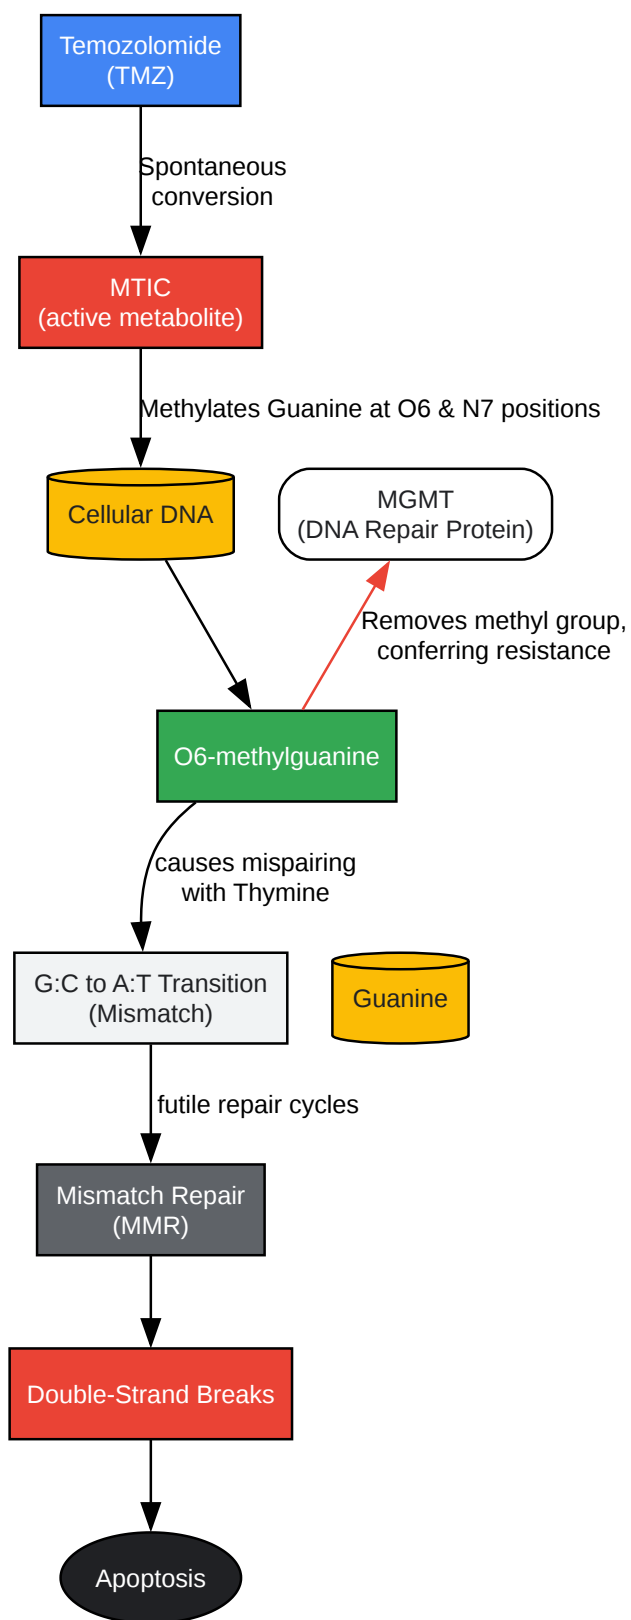 Temozolomide
(TMZ)
Spontaneous
conversion
MTIC
(active metabolite)
Methylates Guanine at O6 & N7 positions
Cellular DNA
MGMT
(DNA Repair Protein)
Removes methyl group,
conferring resistance
O6-methylguanine
causes mispairing
with Thymine
G:C to A:T Transition
(Mismatch)
Guanine
futile repair cycles
Mismatch Repair
(MMR)
Double-Strand Breaks
Apoptosis